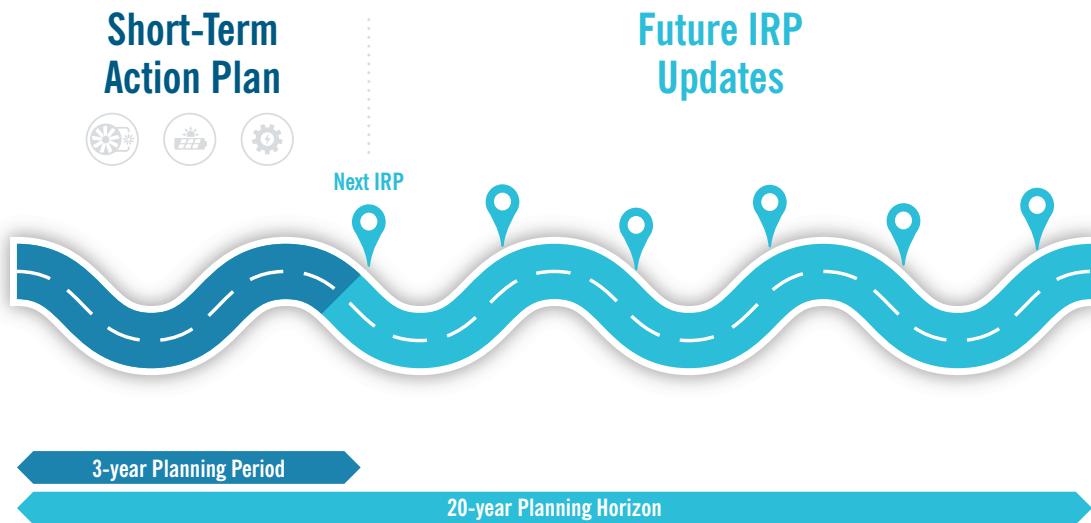 Short-Term
Action Plan
Future IRP
Updates
Next IRP
3-year Planning Period
20-year Planning Horizon